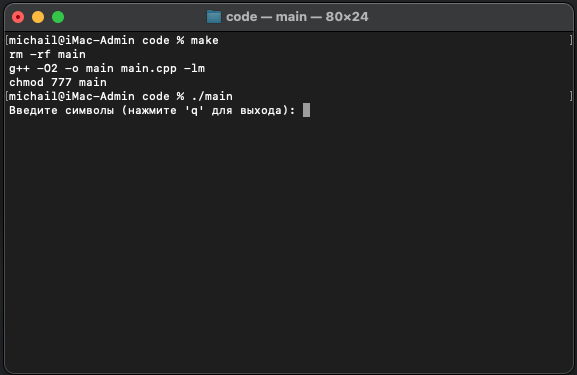 code — main — 80×24
[michail@iMac-Admin code % make ]
rm -rf main
g++ -O2 -o main main.cpp -lm
chmod 777 main
[michail@iMac-Admin code % ./main ]
Введите символы (нажмите 'q' для выхода):